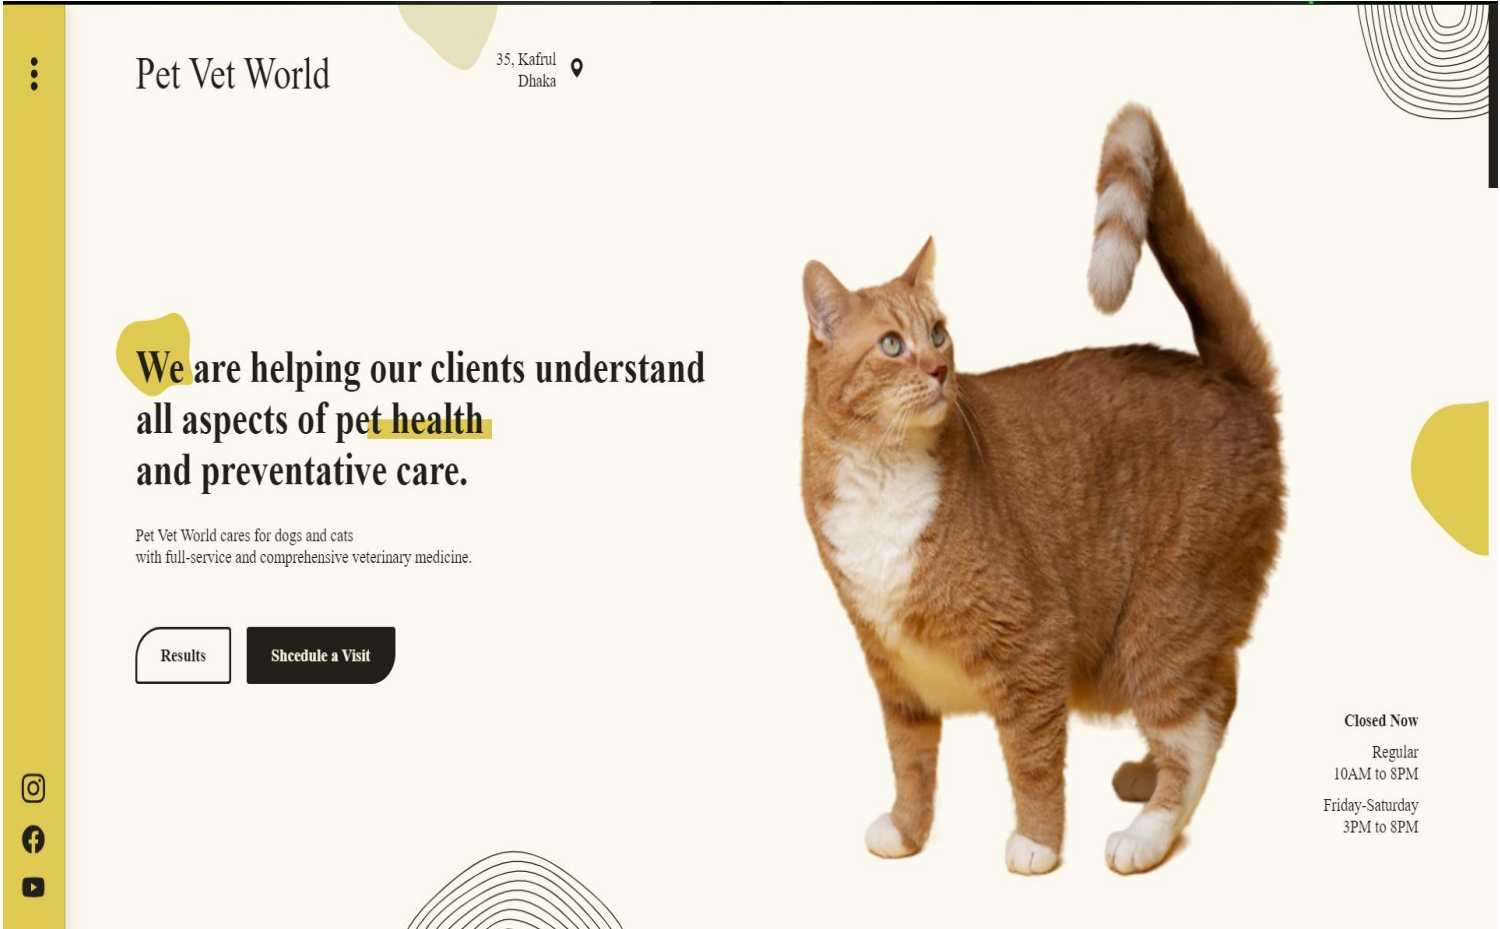 Pet Vet World
35, Kafrul
Dhaka
We are helping our clients understand
all aspects of pet health
and preventative care.
Pet Vet World cares for dogs and cats
with full-service and comprehensive veterinary medicine.
Results
Shcedule a Visit
Closed Now
Regular
10AM to 8PM
Friday-Saturday
3PM to 8PM